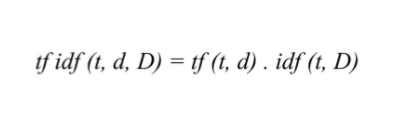 tf idf (t, d, D) = tf (t, d) . idf (t, D)